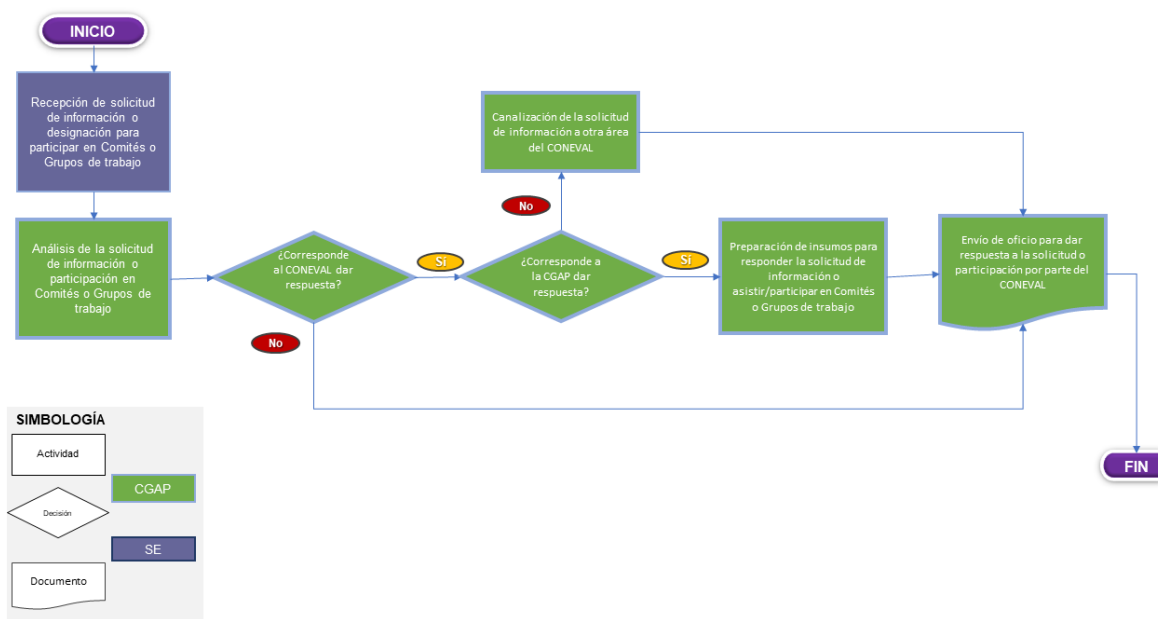 INICIO
Recepción de solicitud
de información o
designación para
participar en Comités o
Grupos de trabajo
Análisis de la solicitud
de información o
participación en
Comités o Grupos de
trabajo
¿Corresponde
al CONEVAL dar
respuesta?
Si
No
¿Corresponde a
la CGAP dar
respuesta?
No
Canalización de la solicitud
de información a otra área
del CONEVAL
Si
Preparación de insumos para
responder la solicitud de
información o
asistir/participar en Comités
o Grupos de trabajo
Envío de oficio para dar
respuesta a la solicitud o
participación por parte del
CONEVAL
FIN
SIMBOLOGÍA
Actividad
CGAP
Decisión
SE
Documento